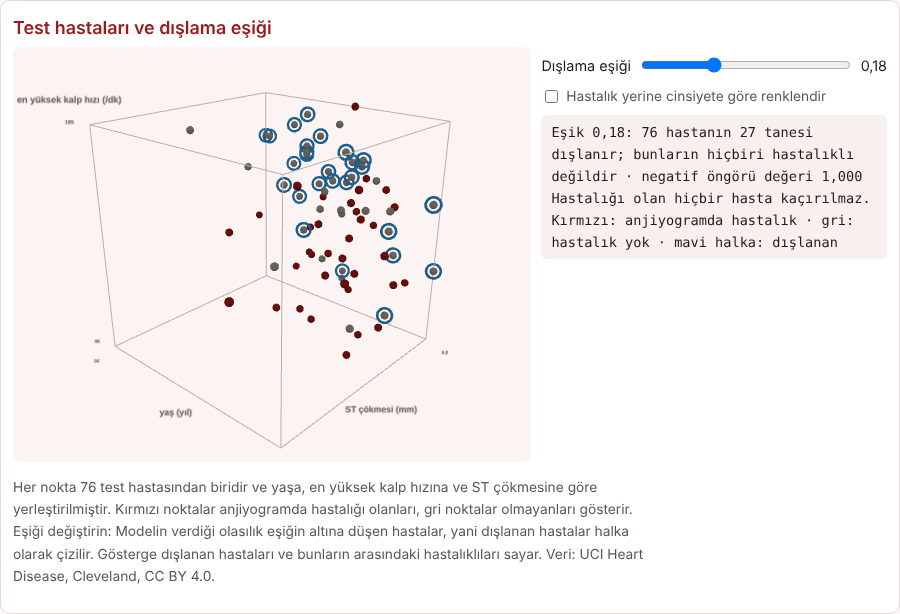 Test hastaları ve dışlama eşiği
en yüksek kalp hızı (/dk)
yaş (yıl)
ST çökmesi (mm)
Dışlama eşiği 0,18
Hastalık yerine cinsiyete göre renklendir
Eşik 0,18: 76 hastanın 27 tanesi
dışlanır; bunların hiçbiri hastalıklı
değildir · negatif öngörü değeri 1,000
Hastalığı olan hiçbir hasta kaçırılmaz.
Kırmızı: anjiyogramda hastalık · gri:
hastalık yok · mavi halka: dışlanan
Her nokta 76 test hastasından biridir ve yaşa, en yüksek kalp hızına ve ST çökmesine göre
yerleştirilmiştir. Kırmızı noktalar anjiyogramda hastalığı olanları, gri noktalar olmayanları gösterir.
Eşiği değiştirin: Modelin verdiği olasılık eşiğin altına düşen hastalar, yani dışlanan hastalar halka
olarak çizilir. Gösterge dışlanan hastaları ve bunların arasındaki hastalıklıları sayar. Veri: UCI Heart
Disease, Cleveland, CC BY 4.0.